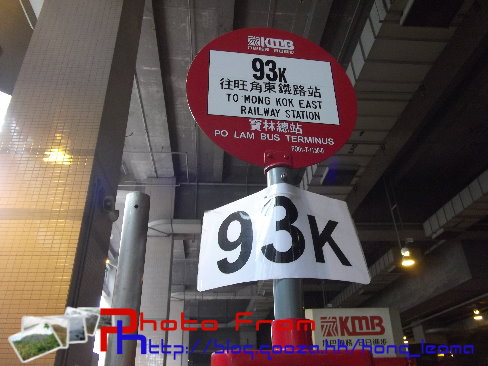 KMB
93K
往旺角東鐵路站
TO MONG KOK EAST
RAILWAY STATION
寶林總站
PO LAM BUS TERMINUS
93K
KMB
Photo From